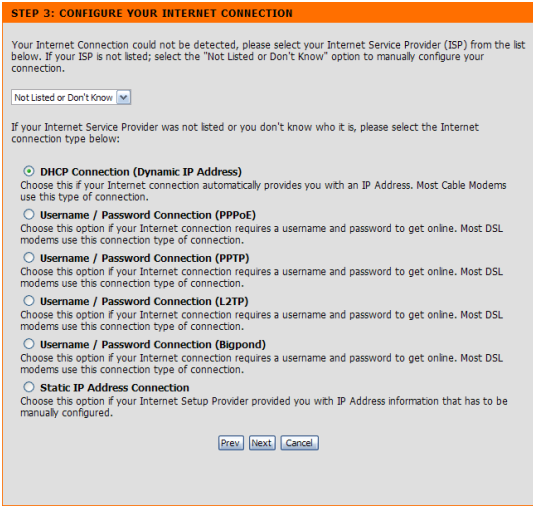 STEP 3: CONFIGURE YOUR INTERNET CONNECTION
Your Internet Connection could not be detected, please select your Internet Service Provider (ISP) from the list
below. If your ISP is not listed; select the "Not Listed or Don't Know" option to manually configure your
connection.
Not Listed or Don't Know
If your Internet Service Provider was not listed or you don't know who it is, please select the Internet
connection type below:
DHCP Connection (Dynamic IP Address)
Choose this if your Internet connection automatically provides you with an IP Address. Most Cable Modems
use this type of connection.
Username / Password Connection (PPPoE)
Choose this option if your Internet connection requires a username and password to get online. Most DSL
modems use this connection type of connection.
Username / Password Connection (PPTP)
Choose this option if your Internet connection requires a username and password to get online. Most DSL
modems use this connection type of connection.
Username / Password Connection (L2TP)
Choose this option if your Internet connection requires a username and password to get online. Most DSL
modems use this connection type of connection.
Username / Password Connection (Bigpond)
Choose this option if your Internet connection requires a username and password to get online. Most DSL
modems use this connection type of connection.
Static IP Address Connection
Choose this option if your Internet Setup Provider provided you with IP Address information that has to be
manually configured.
Prev Next Cancel